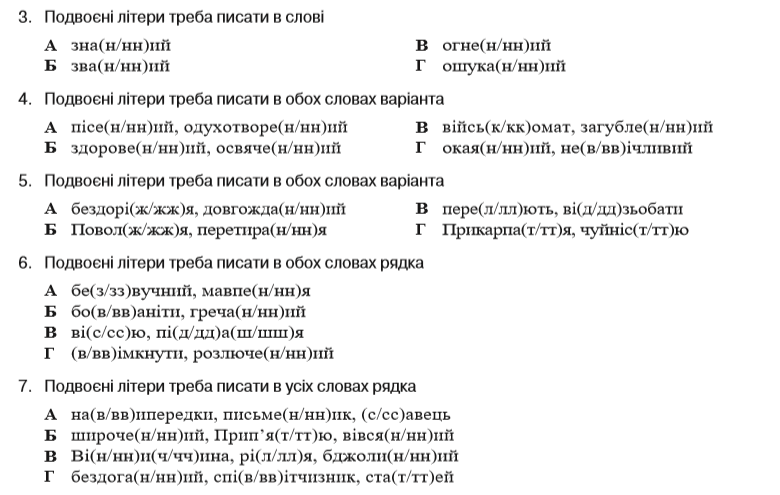 3. Подвоєні літери треба писати в слові
А зна(н/нн)ий
В огне(н/нн)ий
Б зва(н/нн)ий
Г ошука(н/нн)ий
4. Подвоєні літери треба писати в обох словах варіанта
А пісе(н/нн)ий, одухотворе(н/нн)ий
В війсь(к/кк)омат, загубле(н/нн)ий
Б здорове(н/нн)ий, освяче(н/нн)ий
Г окая(н/нн)ий, не(в/вв)ічливий
5. Подвоєні літери треба писати в обох словах варіанта
А бездорі(ж/жж)я, довгожда(н/нн)ий
В пере(л/лл)ють, ві(д/дд)зьобати
Б Повол(ж/жж)я, перетира(н/нн)я
Г Прикарпа(т/тт)я, чуйніс(т/тт)ю
6. Подвоєні літери треба писати в обох словах рядка
А бе(з/зз)вучний, мавпе(н/нн)я
Б бо(в/вв)аніти, греча(н/нн)ий
В ві(с/сс)ю, пі(д/дд)а(ш/шш)я
Г (в/вв)імкнути, розлюче(н/нн)ий
7. Подвоєні літери треба писати в усіх словах рядка
А на(в/вв)ипередки, письме(н/нн)ик, (с/сс)авець
Б широче(н/нн)ий, Прип’я(т/тт)ю, вівся(н/нн)ий
В Ві(н/нн)и(ч/чч)ина, рі(л/лл)я, бджоли(н/нн)ий
Г бездога(н/нн)ий, спі(в/вв)ітчизник, ста(т/тт)ей